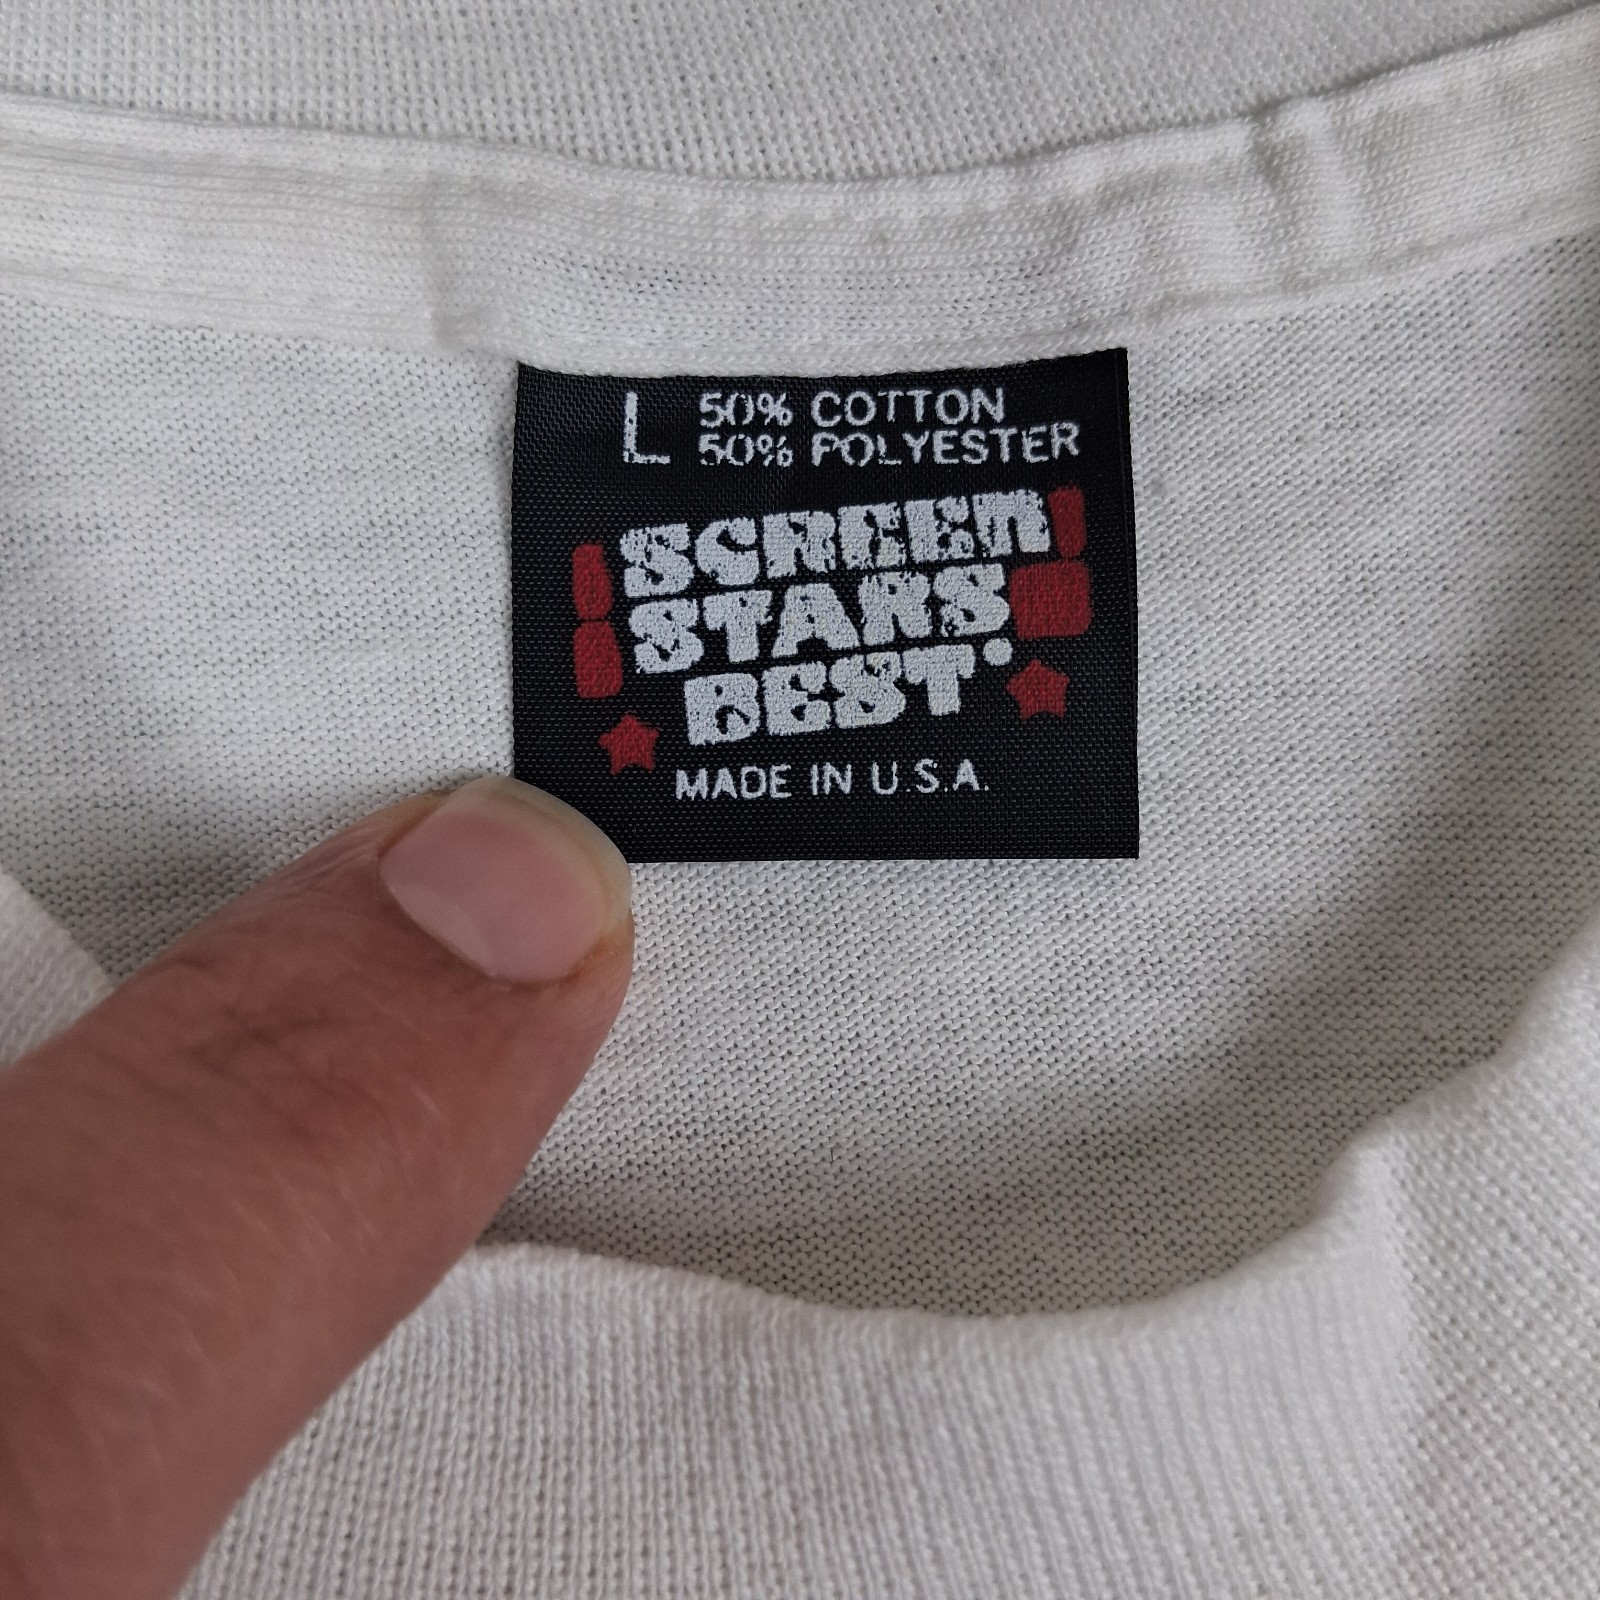 L 50% COTTON
50% POLYESTER
SCREEN
STARS
BEST
MADE IN U.S.A.